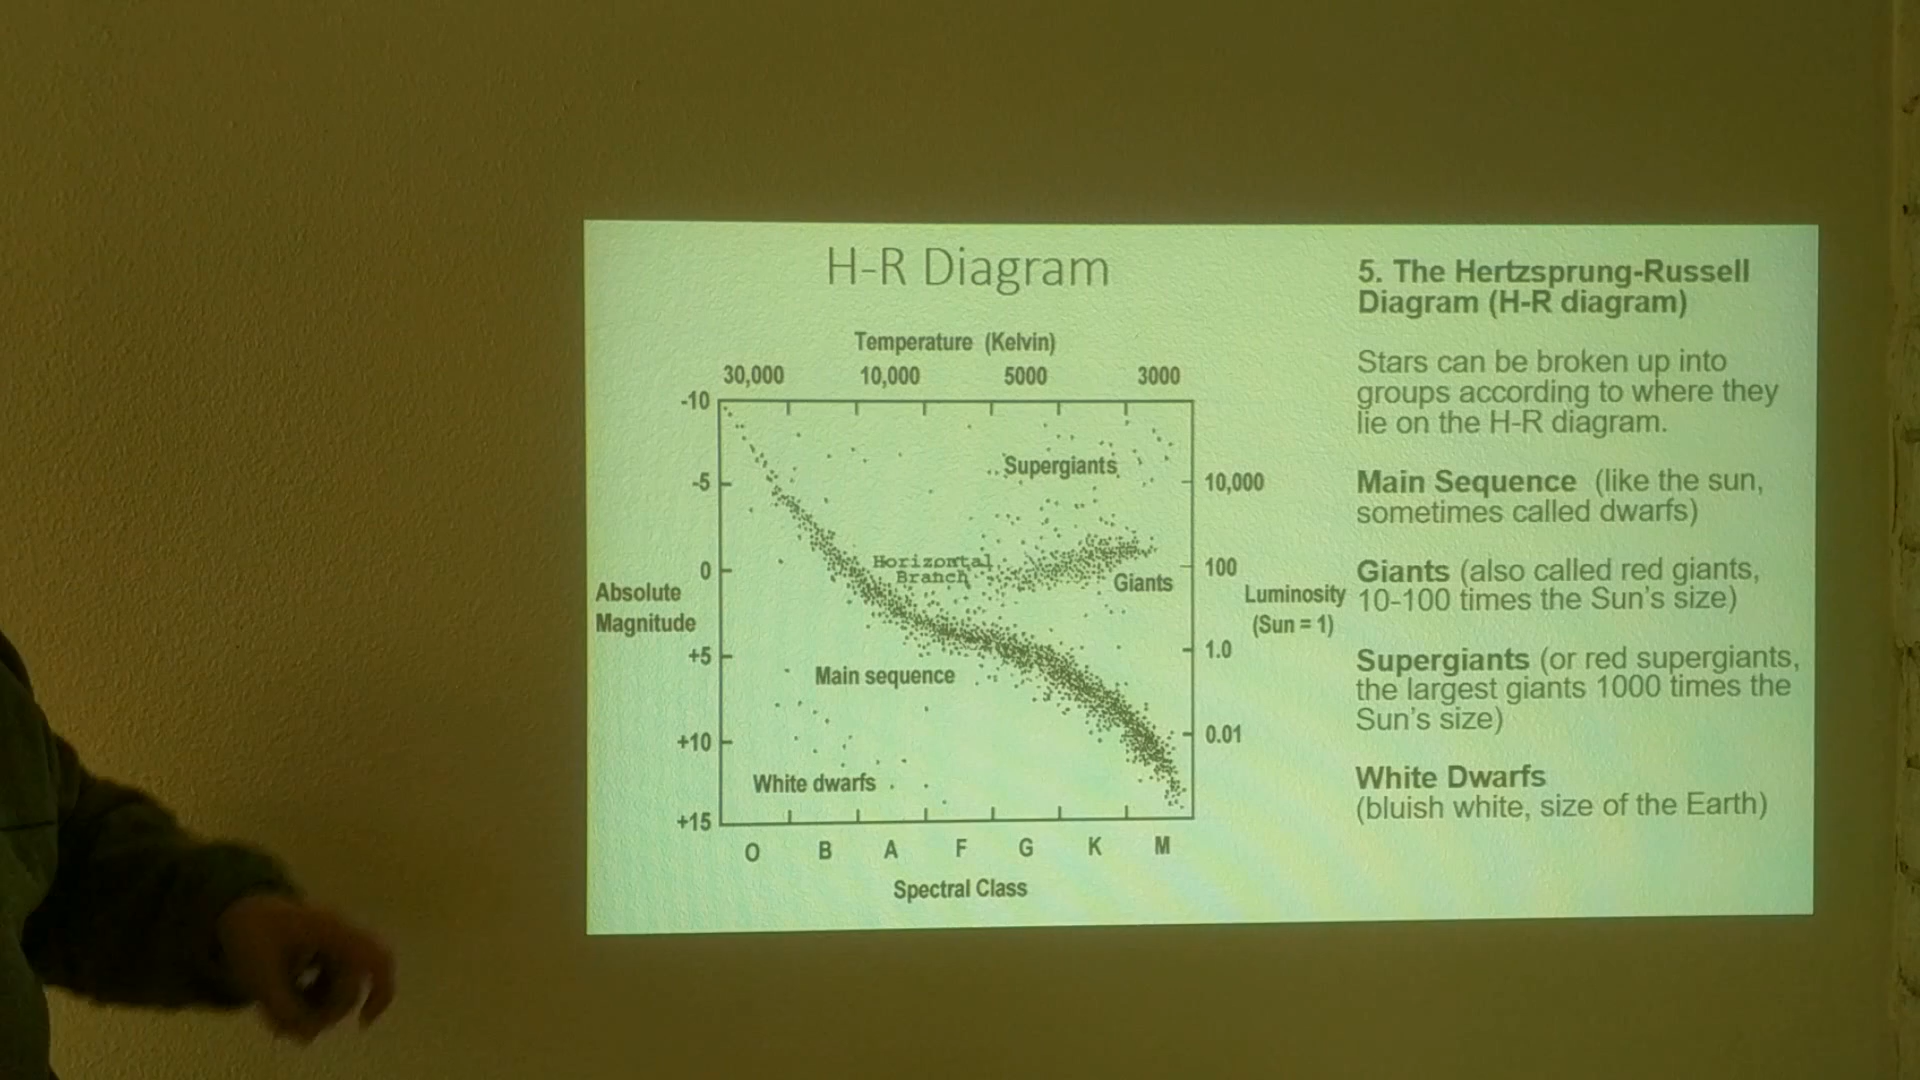 H-R Diagram
Temperature (Kelvin)
30,000 10,000 5000 3000
-10
-5
0
+5
+10
+15
Absolute
Magnitude
Supergiants
Horizontal
Branch
Giants
Main sequence
White dwarfs
10,000
100
1.0
0.01
Luminosity
(Sun = 1)
O B A F G K M
Spectral Class
5. The Hertzsprung-Russell
Diagram (H-R diagram)
Stars can be broken up into
groups according to where they
lie on the H-R diagram.
Main Sequence (like the sun,
sometimes called dwarfs)
Giants (also called red giants,
10-100 times the Sun's size)
Supergiants (or red supergiants,
the largest giants 1000 times the
Sun's size)
White Dwarfs
(bluish white, size of the Earth)